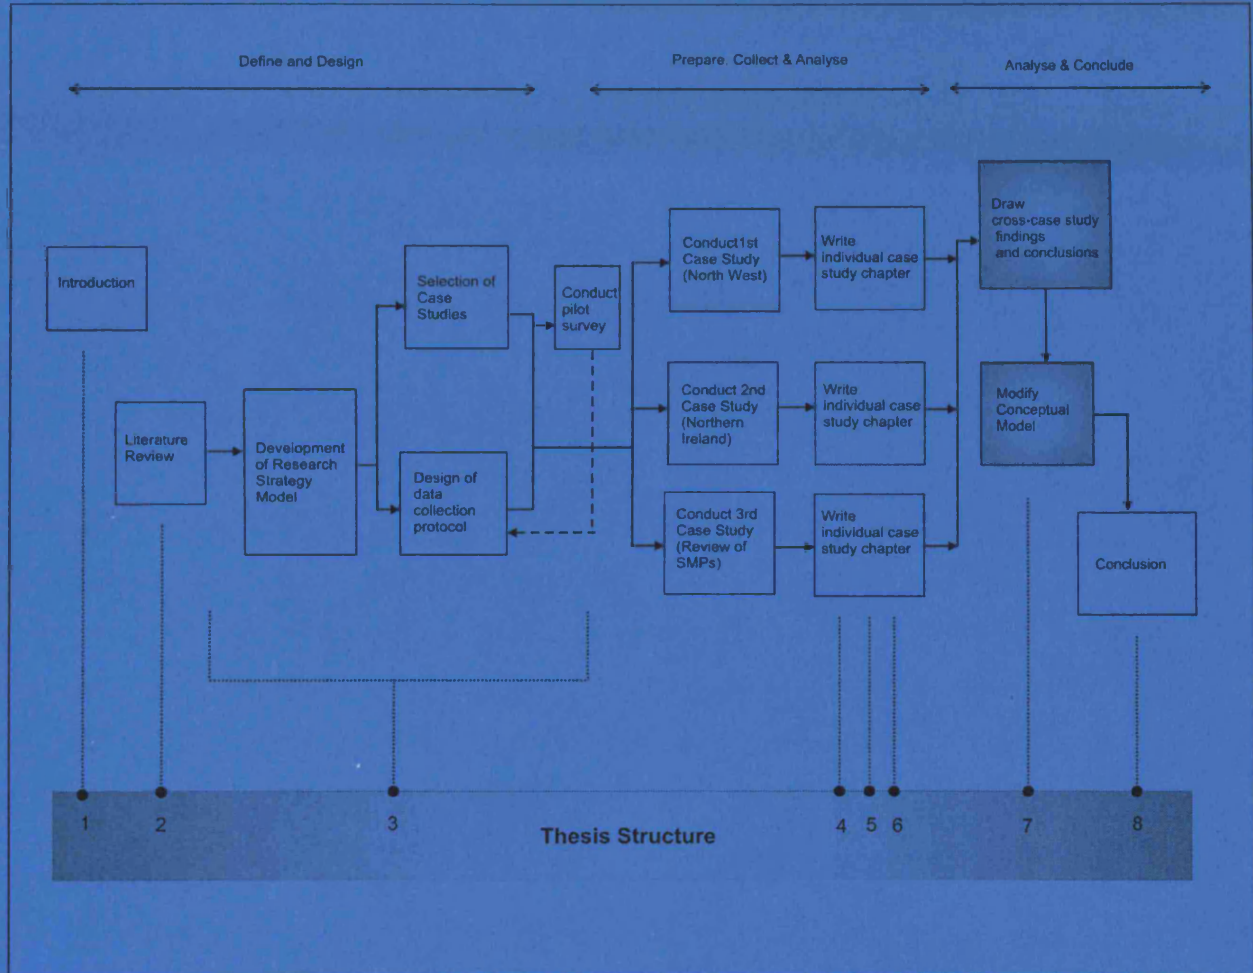 Define and Design
Prepare, Collect & Analyse
Analyse & Conclude
Introduction
Literature
Review
Development
of Research
Strategy
Model
Selection of
Case
Studies
Design of
data
collection
protocol
Conduct
pilot
survey
Conduct1st
Case Study
(North West)
Write
individual case
study chapter
Conduct 2nd
Case Study
(Northern
Ireland)
Write
individual case
study chapter
Conduct 3rd
Case Study
(Review of
SMPs)
Write
individual case
study chapter
Draw
cross-case study
findings
and conclusions
Modify
Conceptual
Model
Conclusion
1 2 3 4 5 6 7 8
Thesis Structure